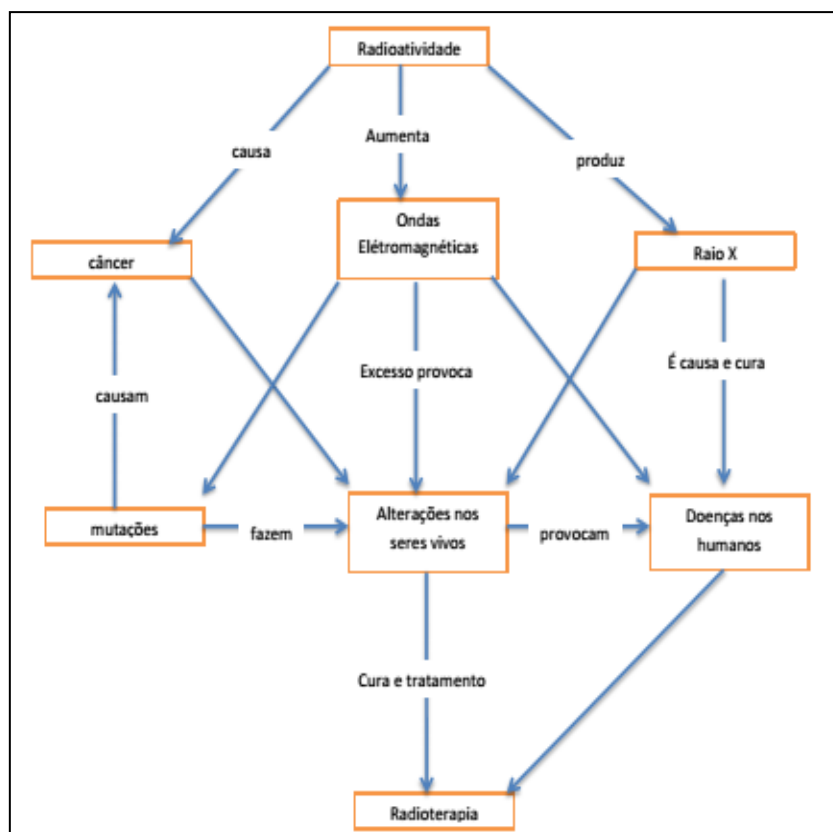 Radioatividade
causa
Aumenta
produz
câncer
Ondas
Elétromagnéticas
Raio X
causam
Excesso provoca
É causa e cura
mutações
fazem
Alterações nos
seres vivos
provocam
Doenças nos
humanos
Cura e tratamento
Radioterapia